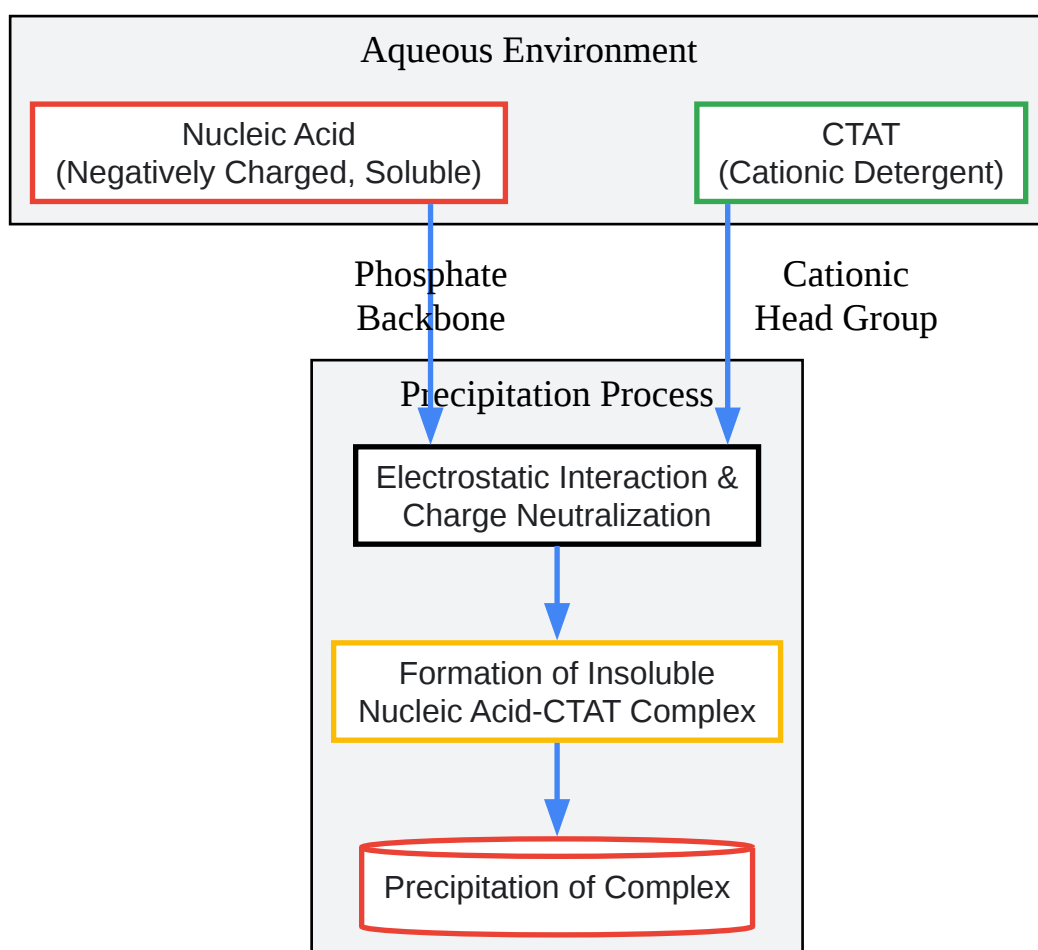 Aqueous Environment
Nucleic Acid
(Negatively Charged, Soluble)
CTAT
(Cationic Detergent)
Phosphate
Backbone
Cationic
Head Group
Precipitation Process
Electrostatic Interaction &
Charge Neutralization
Formation of Insoluble
Nucleic Acid-CTAT Complex
Precipitation of Complex